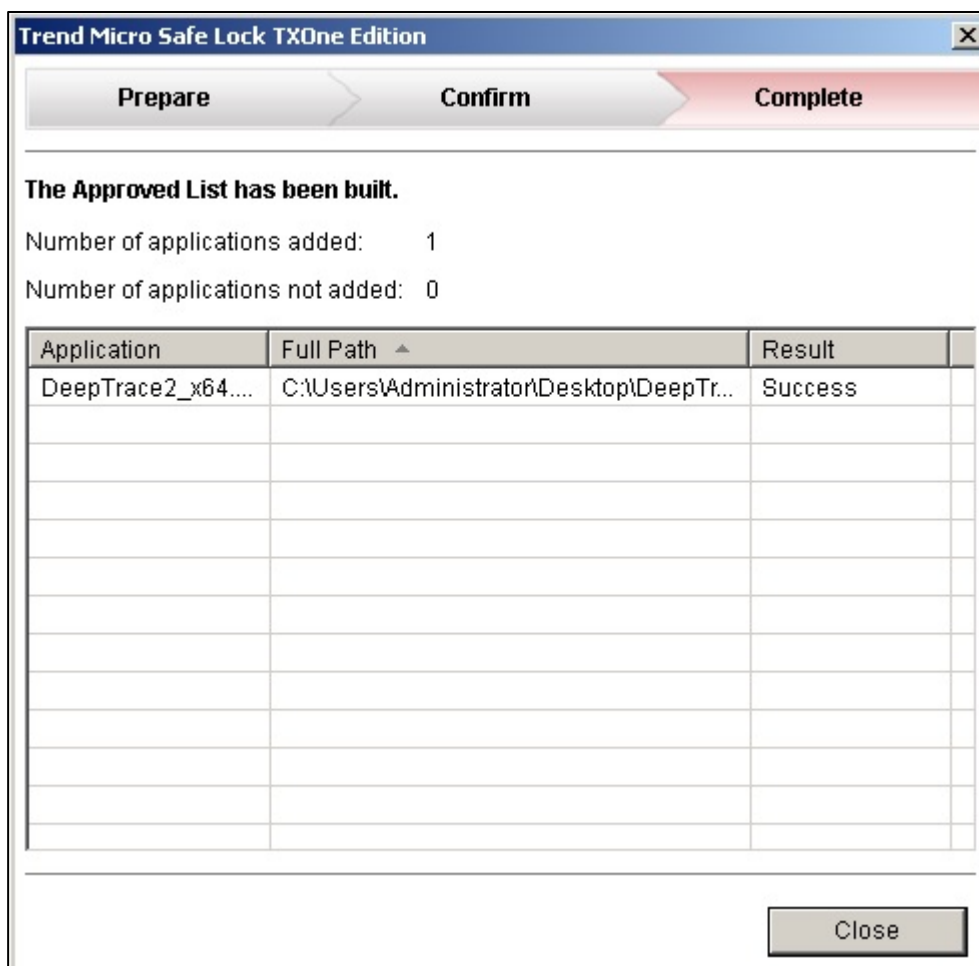 Trend Micro Safe Lock TXOne Edition
Prepare Confirm Complete
The Approved List has been built.
Number of applications added: 1
Number of applications not added: 0
Application Full Path Result
DeepTrace2_x64.... C:\Users\Administrator\Desktop\DeepTr... Success
Close